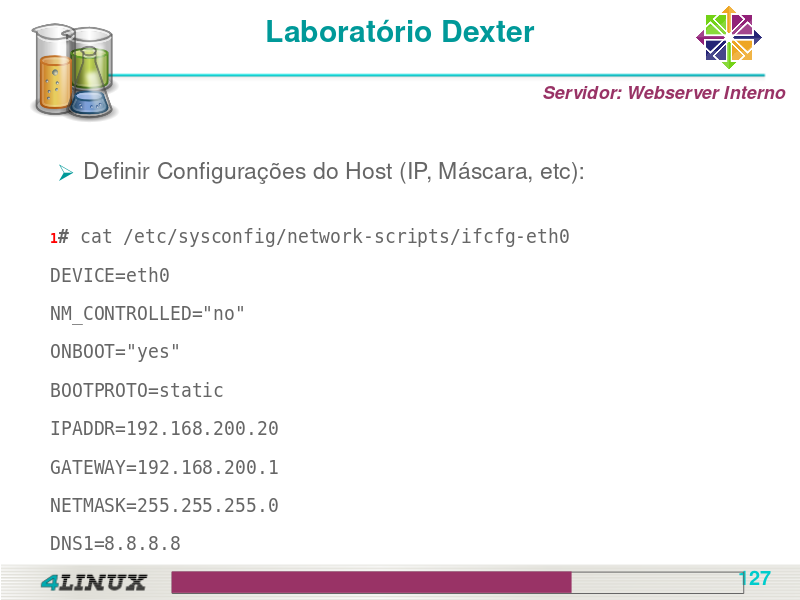 Laboratório Dexter
Servidor: Webserver Interno
Definir Configurações do Host (IP, Máscara, etc):
1# cat /etc/sysconfig/network-scripts/ifcfg-eth0
DEVICE=eth0
NM_CONTROLLED="no"
ONBOOT="yes"
BOOTPROTO=static
IPADDR=192.168.200.20
GATEWAY=192.168.200.1
NETMASK=255.255.255.0
DNS1=8.8.8.8
4LINUX
127